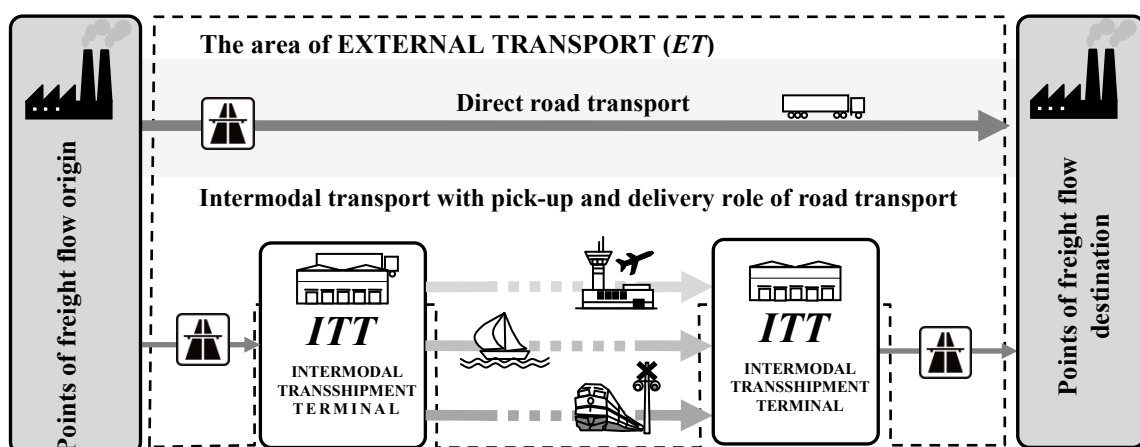 The area of EXTERNAL TRANSPORT (ET)
Direct road transport
Points of freight flow origin
Intermodal transport with pick-up and delivery role of road transport
ITT
INTERMODAL
TRANSSHIPMENT
TERMINAL
ITT
INTERMODAL
TRANSSHIPMENT
TERMINAL
Points of freight flow
destination